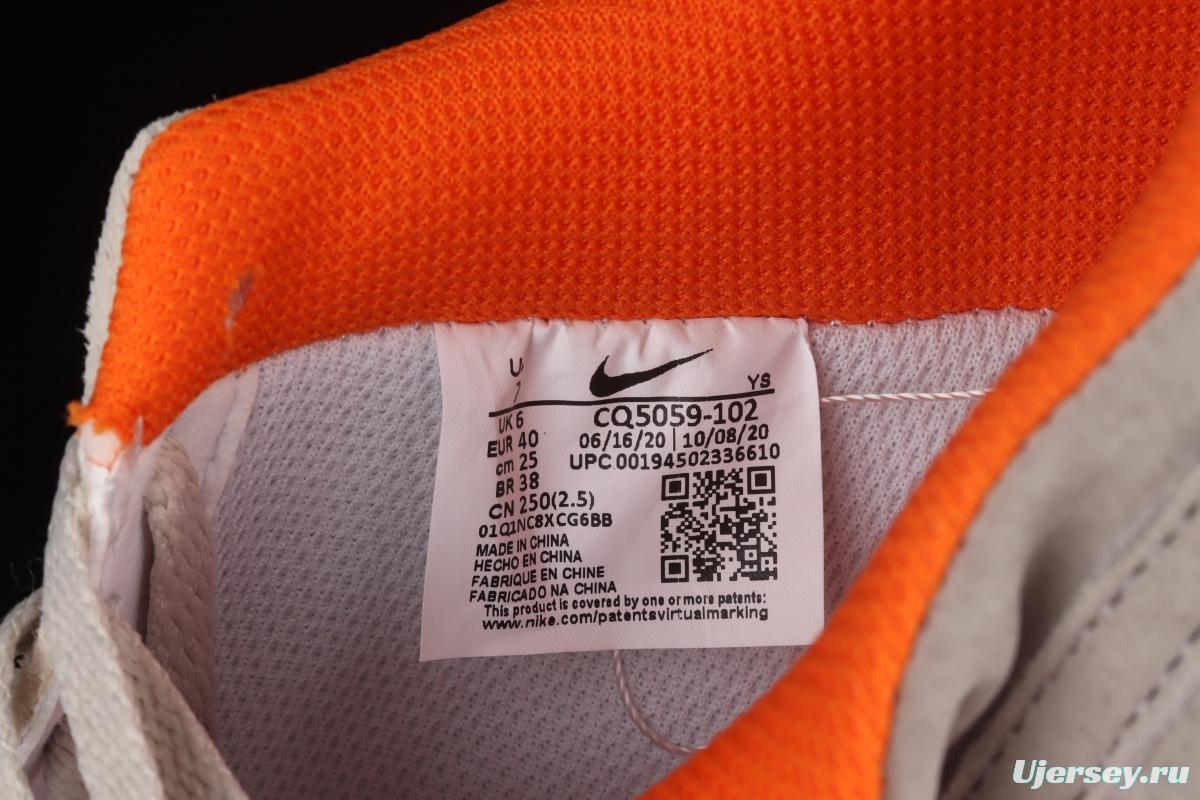 YS
UK 6
EUR 40
cm 25
BR 38
CN 250(2.5)
CQ5059-102
06/16/20 | 10/08/20
UPC 00194502336610
01Q1NC8XCG6BB
MADE IN CHINA
HECHO EN CHINA
FABRIQUE EN CHINE
FABRICADO NA CHINA
This product is covered by one or more patents:
www.nike.com/patentsvirtualmarking
Ujersey.ru